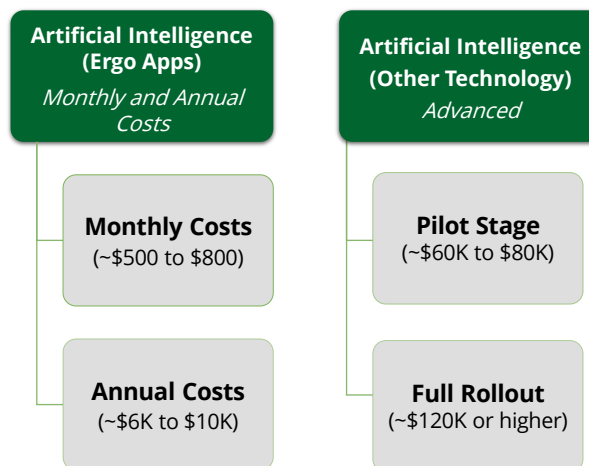 Artificial Intelligence
(Ergo Apps)
Monthly and Annual
Costs
Monthly Costs
(~$500 to $800)
Annual Costs
(~$6K to $10K)
Artificial Intelligence
(Other Technology)
Advanced
Pilot Stage
(~$60K to $80K)
Full Rollout
(~$120K or higher)